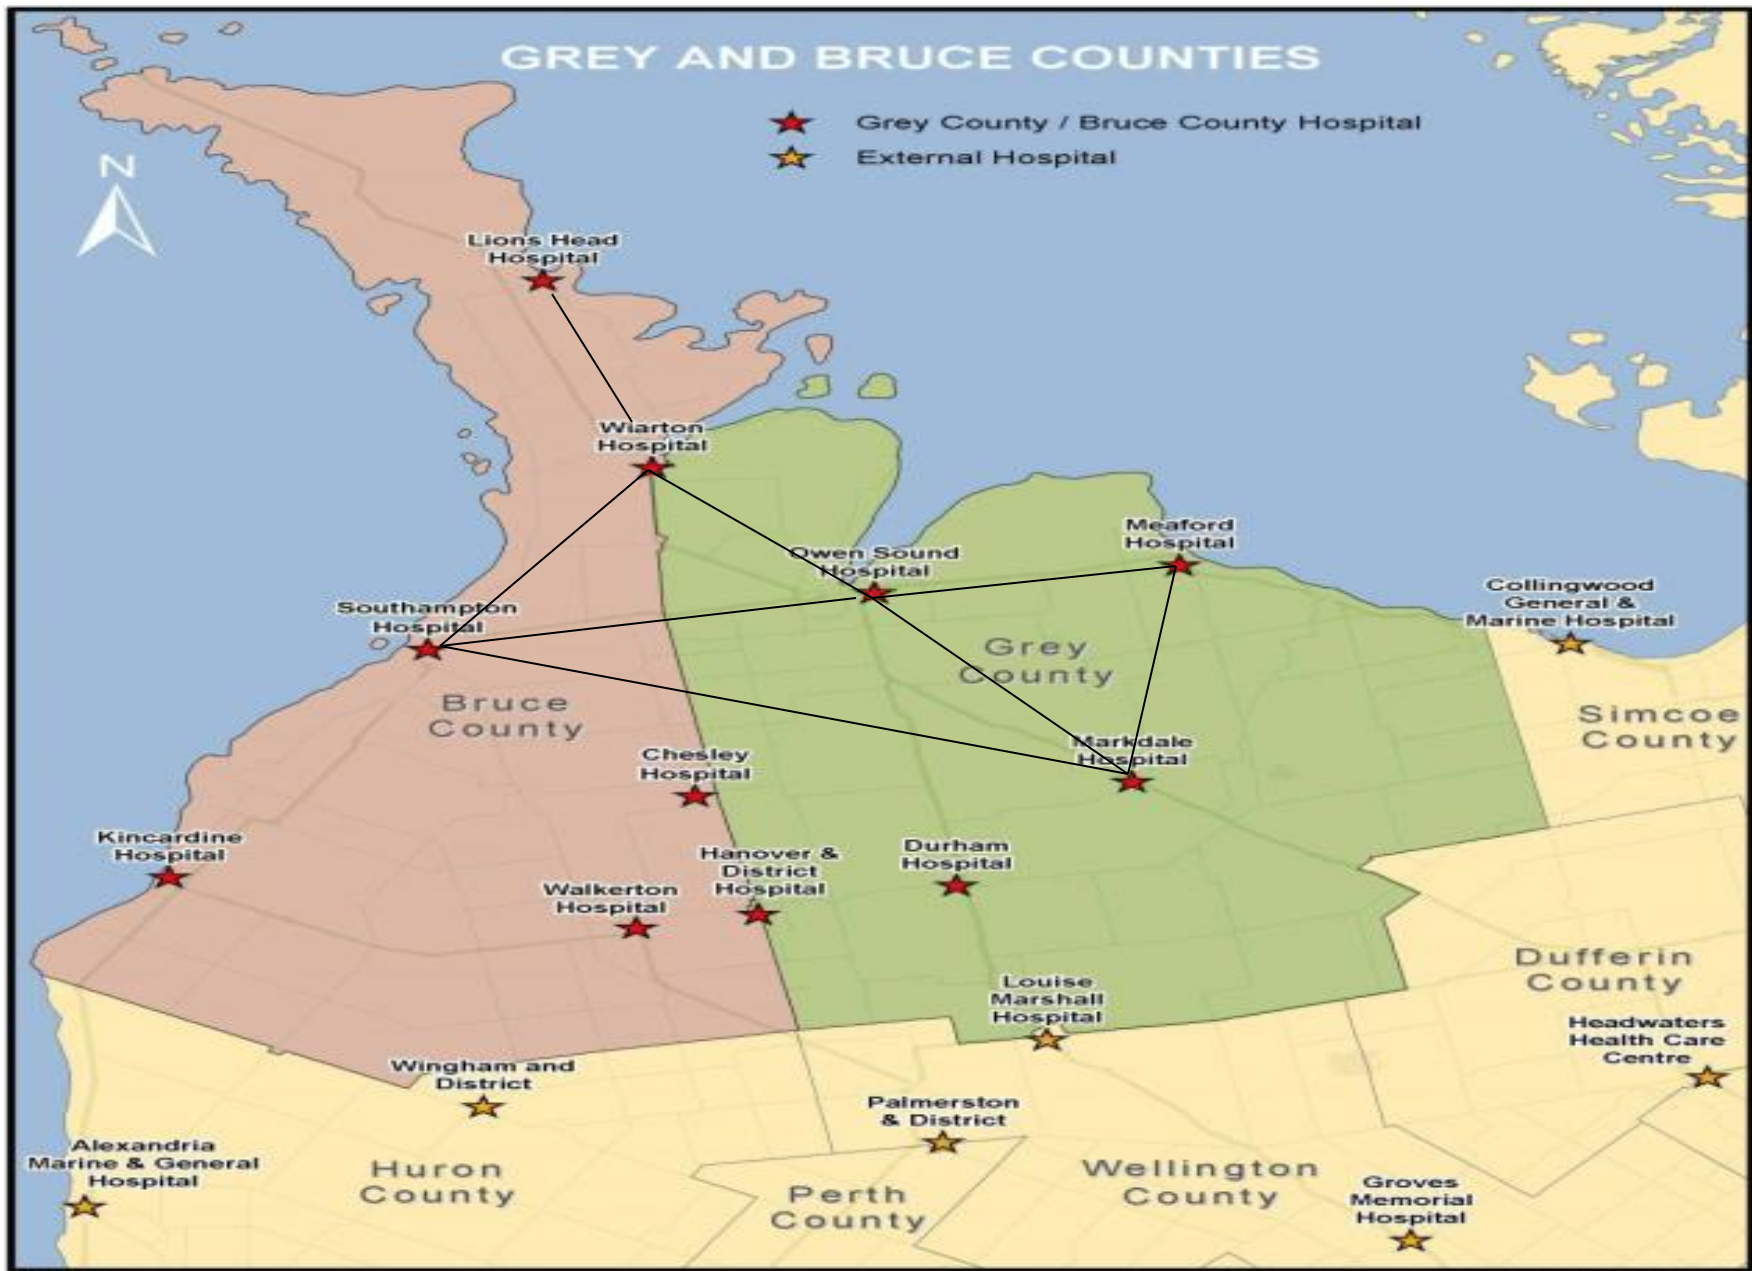 GREY AND BRUCE COUNTIES
Grey County / Bruce County Hospital
External Hospital
N
Lions Head
Hospital
Wiarton
Hospital
Owen Sound
Hospital
Meaford
Hospital
Collingwood
General &
Marine Hospital
Southampton
Hospital
Grey
County
Bruce
County
Simcoe
County
Markdale
Hospital
Chesley
Hospital
Kincardine
Hospital
Hanover &
District
Hospital
Durham
Hospital
Walkerton
Hospital
Dufferin
County
Louise
Marshall
Hospital
Headwaters
Health Care
Centre
Wingham and
District
Palmerston
& District
Alexandria
Marine & General
Hospital
Huron
County
Perth
County
Wellington
County
Groves
Memorial
Hospital